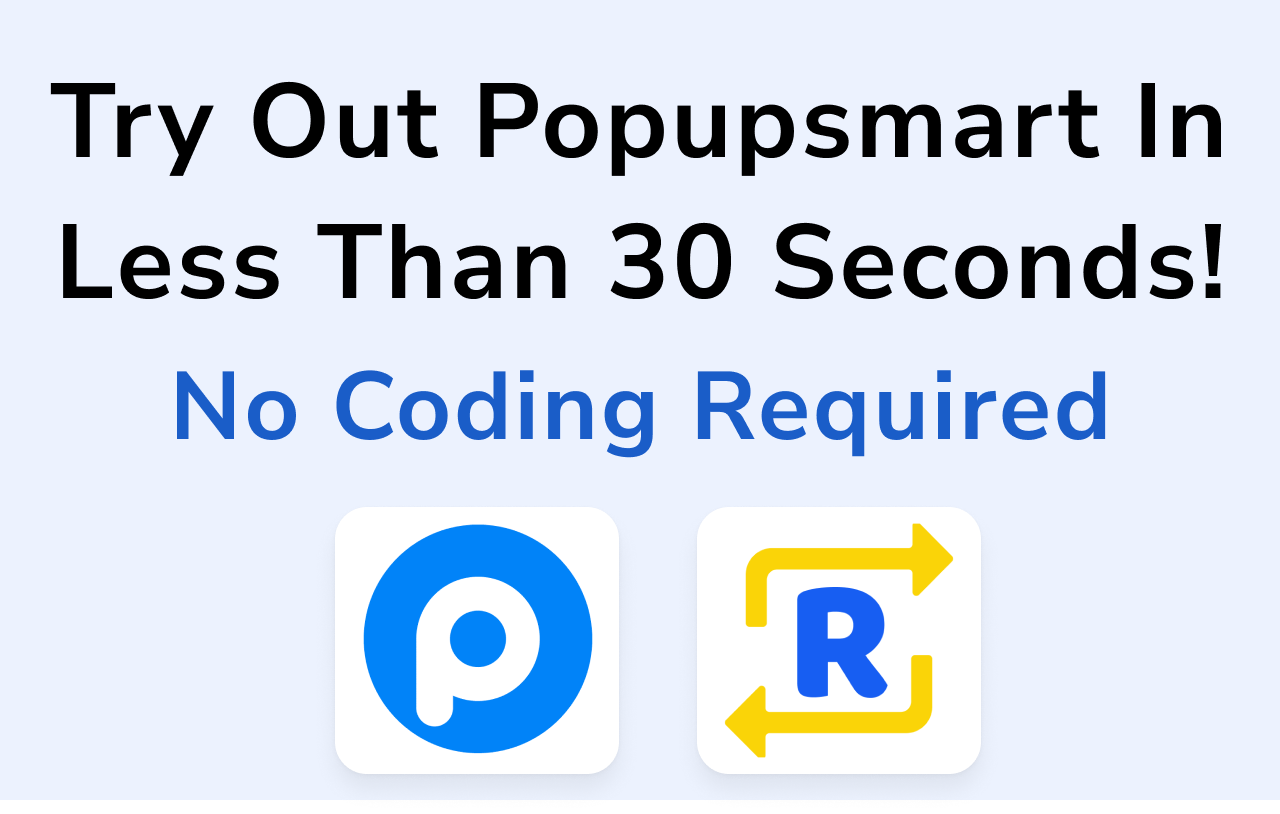 Try Out Popupsmart In
Less Than 30 Seconds!
No Coding Required
p R